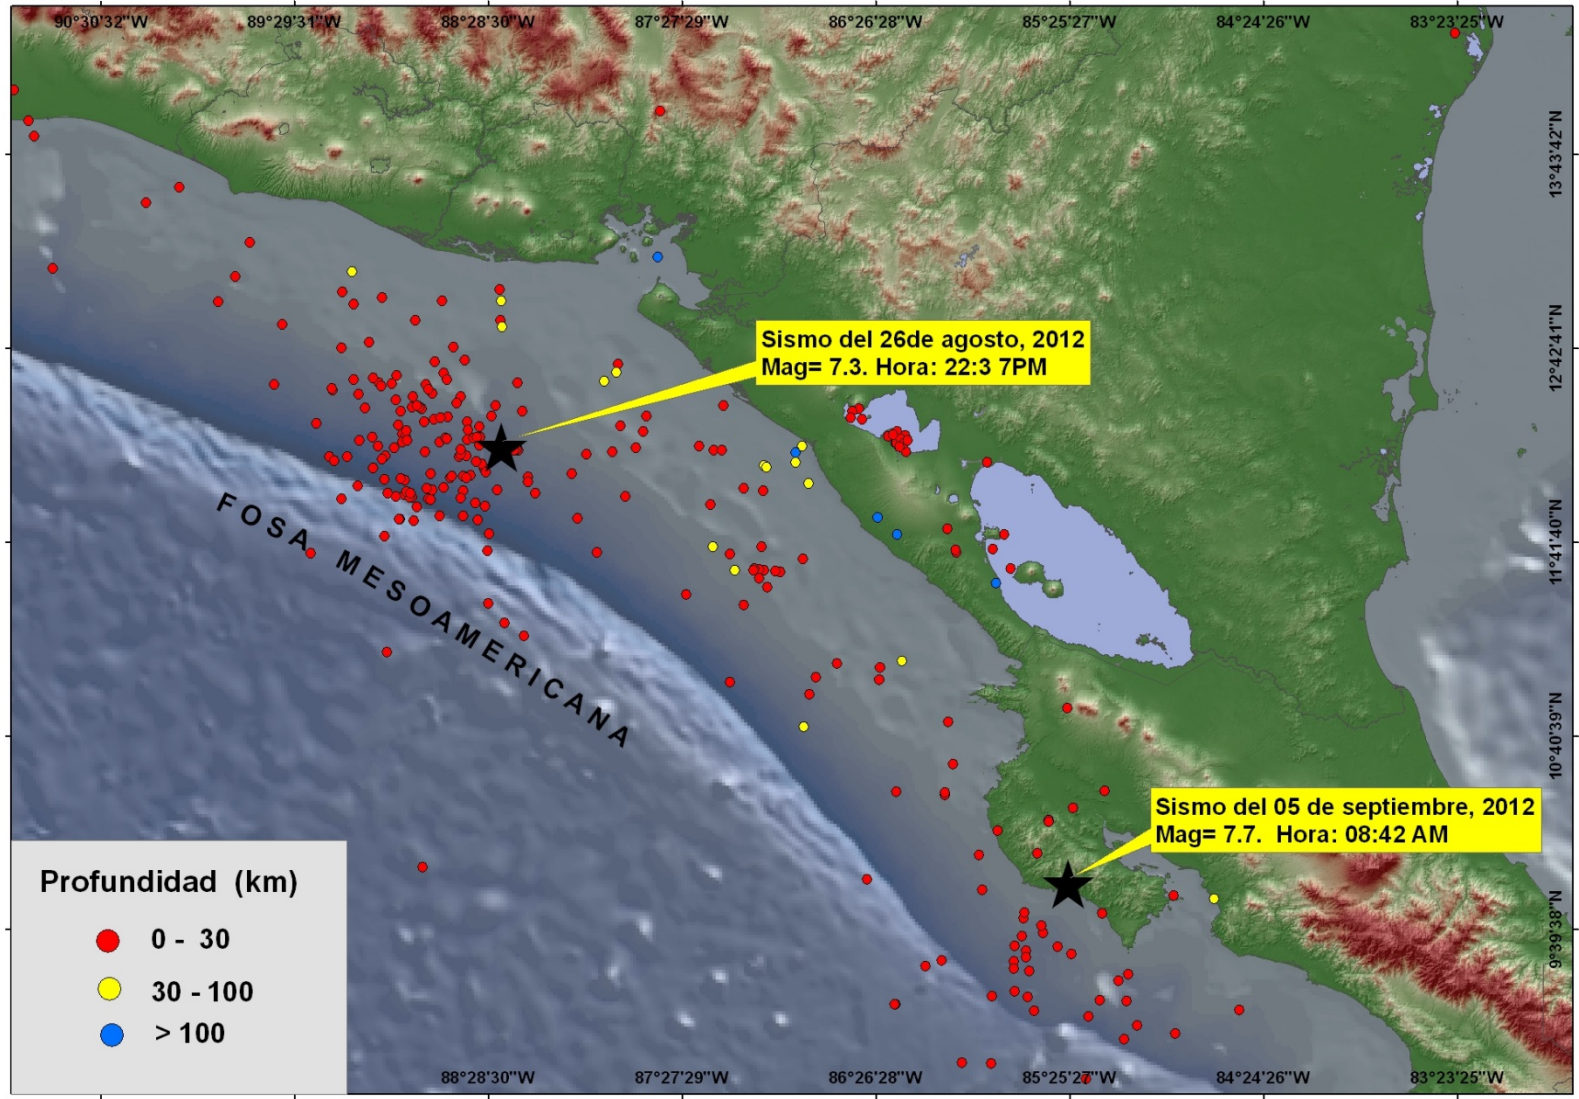 90°30'32"W 89°29'31"W 88°28'30"W 87°27'29"W 86°26'28"W 85°25'27"W 84°24'26"W 83°23'25"W
13°43'42"N
12°42'41"N
11°41'40"N
10°40'39"N
9°39'38"N
Sismo del 26de agosto, 2012
Mag= 7.3. Hora: 22:3 7PM
FOSA MESOAMERICANA
Sismo del 05 de septiembre, 2012
Mag= 7.7. Hora: 08:42 AM
Profundidad (km)
0 - 30
30 - 100
> 100
88°28'30"W 87°27'29"W 86°26'28"W 85°25'27"W 84°24'26"W 83°23'25"W